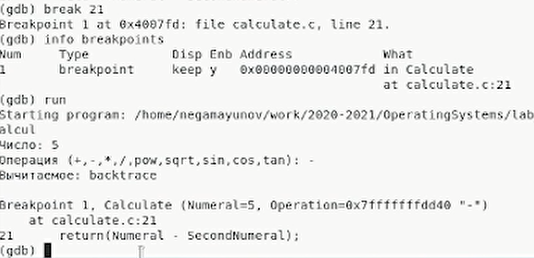 (gdb) break 21
Breakpoint 1 at 0x4007fd: file calculate.c, line 21.
(gdb) info breakpoints
Num Type Disp Enb Address What
1 breakpoint keep y 0x00000000004007fd in Calculate
at calculate.c:21
(gdb) run
Starting program: /home/negamayunov/work/2020-2021/OperatingSystems/lab
alcul
Число: 5
Операция (+,-,*,/,pow,sqrt,sin,cos,tan): -
Вычитаемое: backtrace
Breakpoint 1, Calculate (Numeral=5, Operation=0x7fffffffdd40 "-")
at calculate.c:21
21 return(Numeral - SecondNumeral);
(gdb)